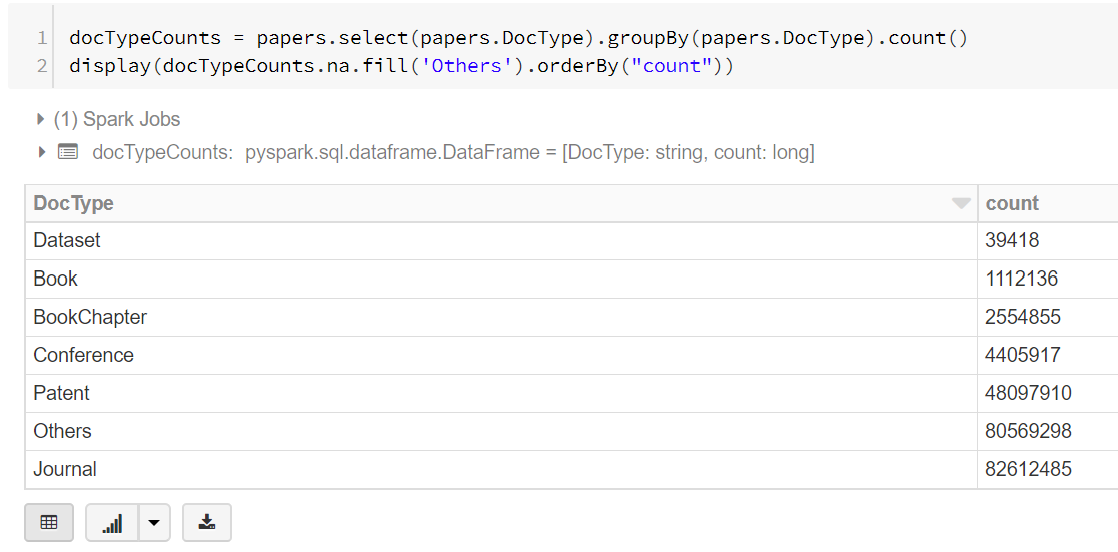 1 docTypeCounts = papers.select(papers.DocType).groupBy(papers.DocType).count()
2 display(docTypeCounts.na.fill('Others').orderBy("count"))
(1) Spark Jobs
docTypeCounts: pyspark.sql.dataframe.DataFrame = [DocType: string, count: long]
DocType count
Dataset 39418
Book 1112136
BookChapter 2554855
Conference 4405917
Patent 48097910
Others 80569298
Journal 82612485